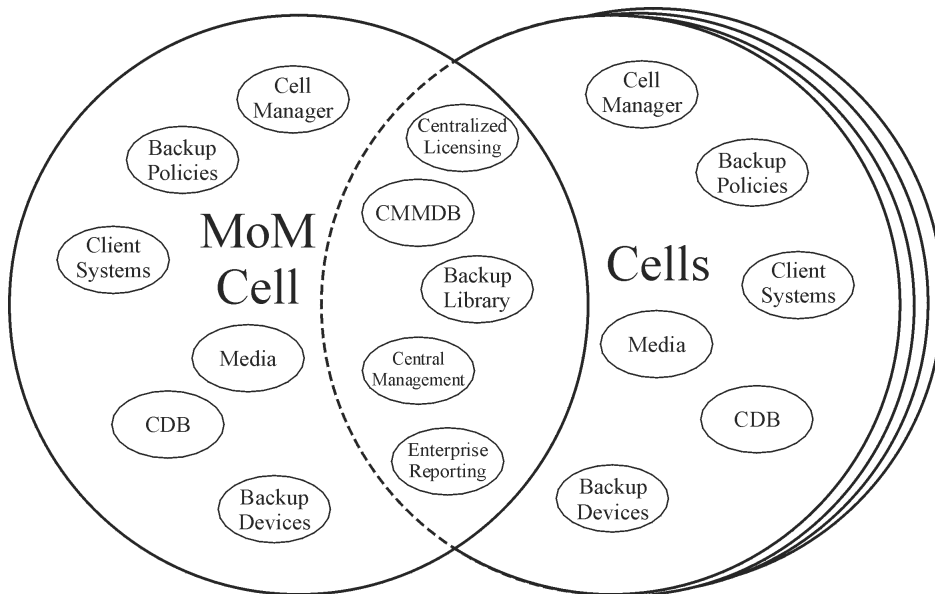 Cell
Manager
Backup
Policies
Client
Systems
MoM
Cell
Media
CDB
Backup
Devices
Centralized
Licensing
CMMDB
Backup
Library
Central
Management
Enterprise
Reporting
Cell
Manager
Backup
Policies
Cells
Client
Systems
Media
CDB
Backup
Devices